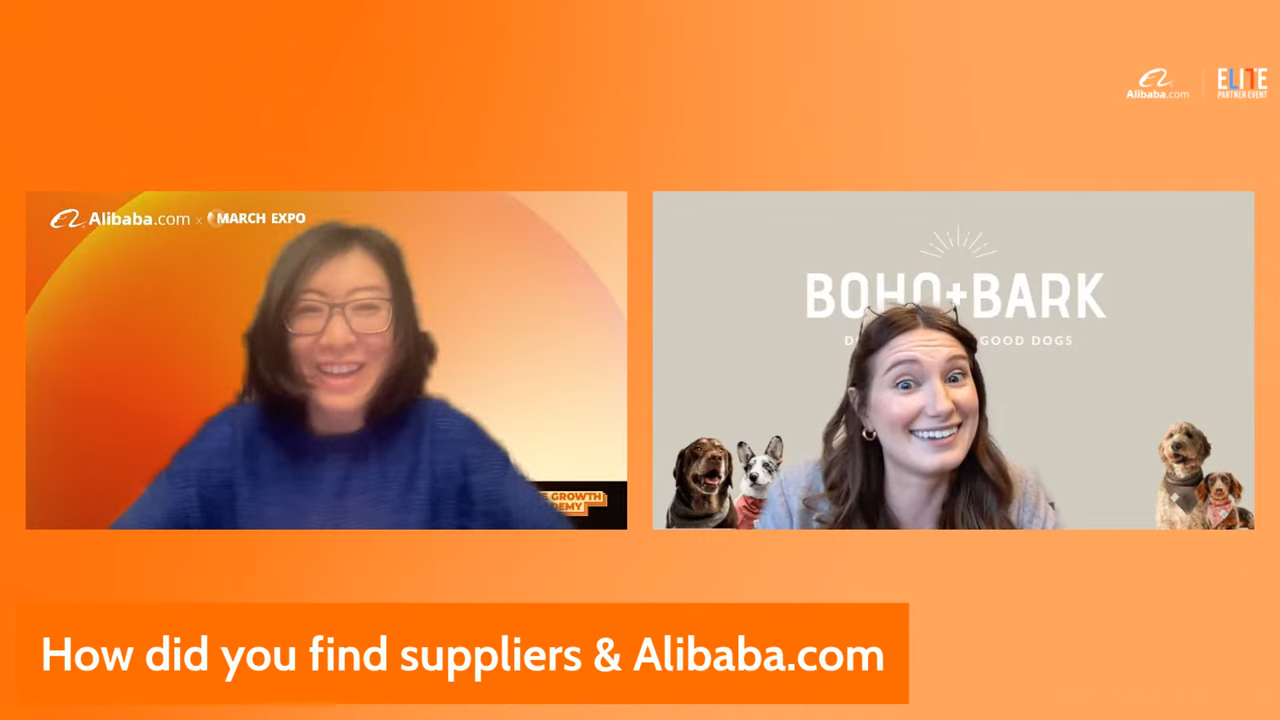 Alibaba.com
ELITE
PARTNER EVENT
Alibaba.com x MARCH EXPO
BOHO+BARK
GOOD DOGS
GROWTH
How did you find suppliers & Alibaba.com